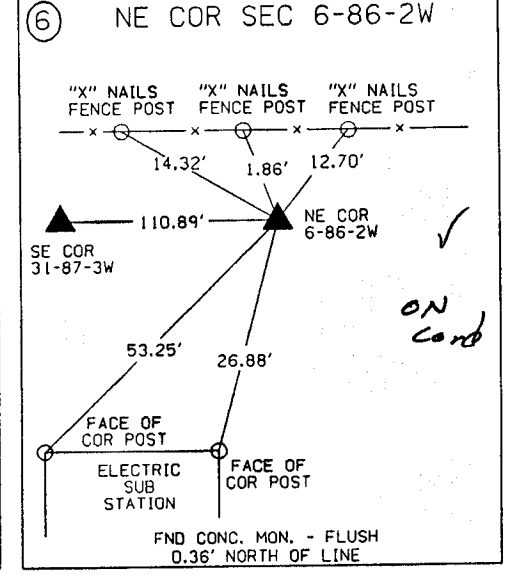 6 NE COR SEC 6-86-2W
"X" NAILS "X" NAILS "X" NAILS
FENCE POST FENCE POST FENCE POST
x x x x
14.32' 1.86' 12.70'
110.89'
NE COR
6-86-2W
SE COR
31-87-3W
ON
Card
53.25' 26.88'
FACE OF
COR POST
ELECTRIC
SUB
STATION
FACE OF
COR POST
FND CONC. MON. - FLUSH
0.36' NORTH OF LINE